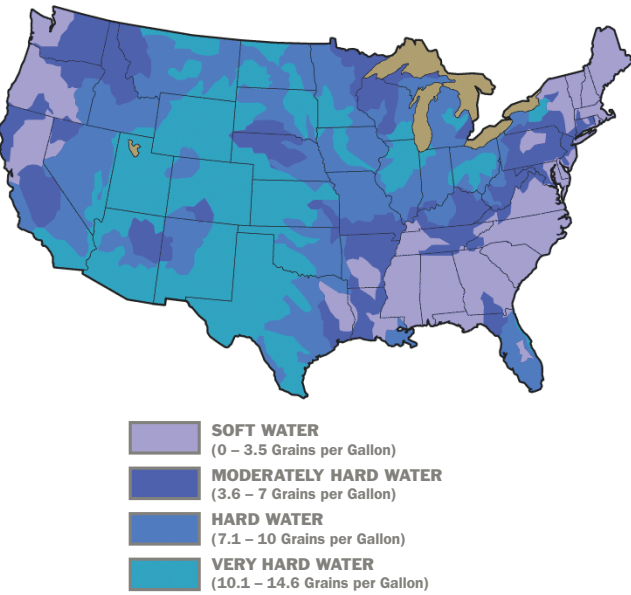 SOFT WATER
(0 – 3.5 Grains per Gallon)
MODERATELY HARD WATER
(3.6 – 7 Grains per Gallon)
HARD WATER
(7.1 – 10 Grains per Gallon)
VERY HARD WATER
(10.1 – 14.6 Grains per Gallon)